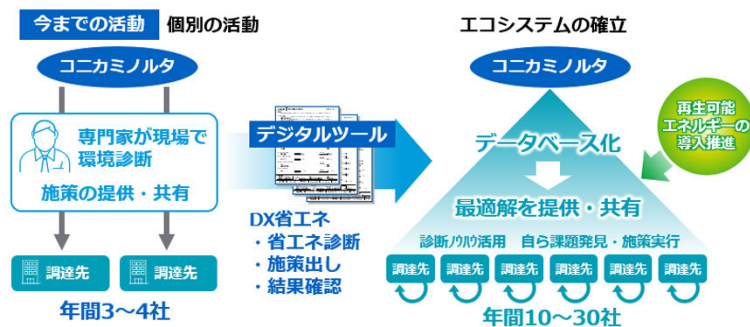 今までの活動 個別の活動
コニカミノルタ
専門家が現場で
環境診断
施策の提供・共有
調達先 調達先
年間3～4社
デジタルツール
DX省エネ
・省エネ診断
・施策出し
・結果確認
エコシステムの確立
コニカミノルタ
再生可能
エネルギーの
導入推進
データベース化
最適解を提供・共有
診断ﾉｳﾊｳ活用 自ら課題発見・施策実行
調達先 調達先 調達先 調達先 調達先 調達先
年間10～30社